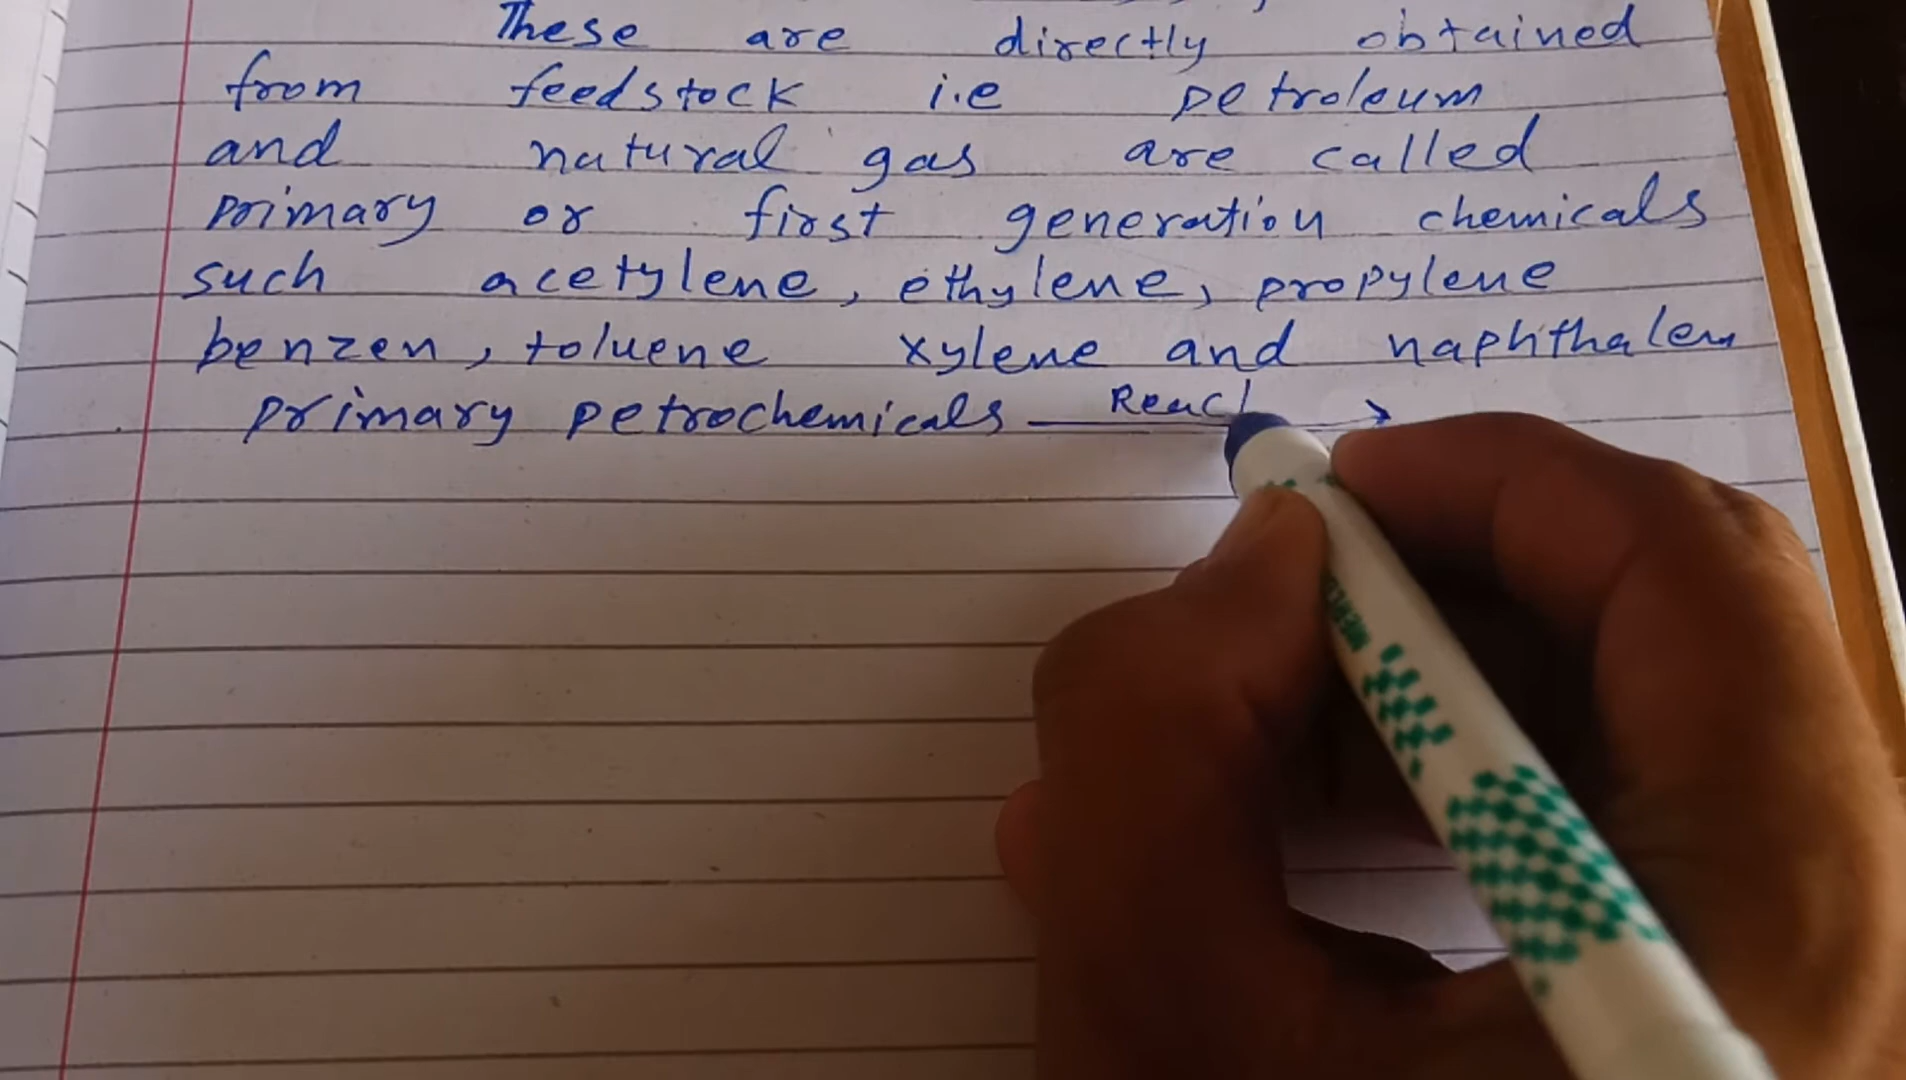 These are directly obtained
from feedstock i.e petroleum
and natural gas are called
primary or first generation chemicals
such acetylene, ethylene, propylene
benzen, toluene xylene and naphthalen
primary petrochemicals Reac →